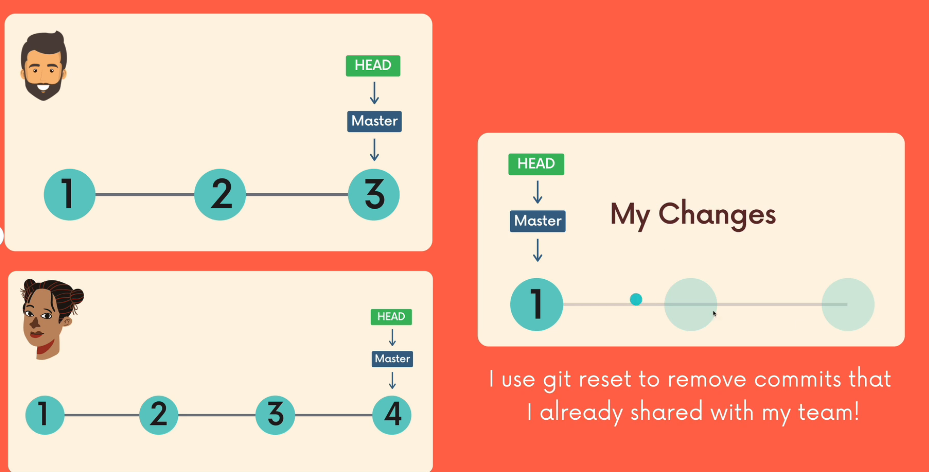 HEAD
Master
1
2
3
HEAD
Master
1
2
3
4
HEAD
Master
My Changes
1
I use git reset to remove commits that
I already shared with my team!